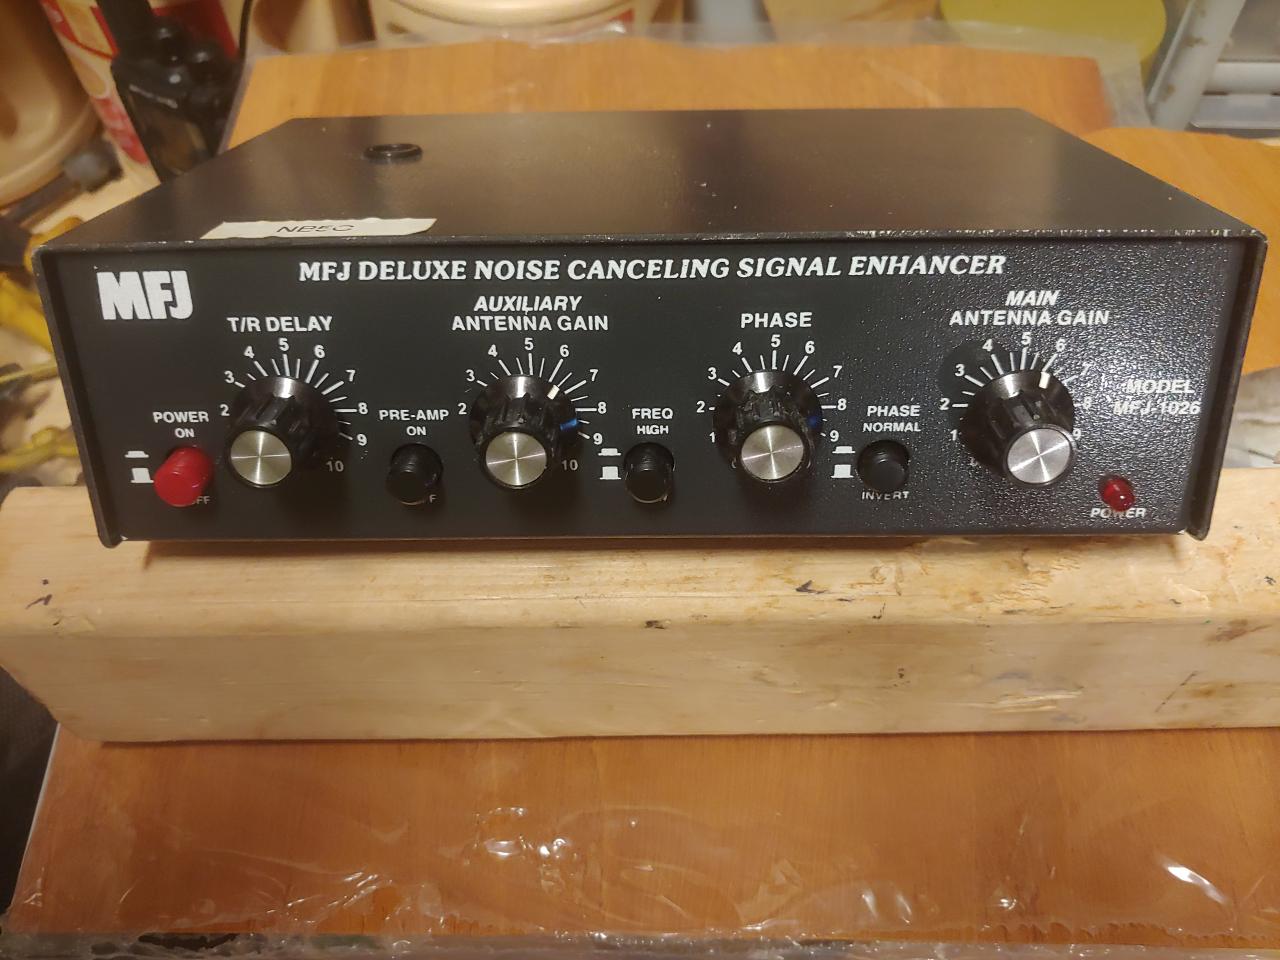 NB5C
MFJ
MFJ DELUXE NOISE CANCELING SIGNAL ENHANCER
T/R DELAY
2 3 4 5 6 7 8 9 10
AUXILIARY
ANTENNA GAIN
2 3 4 5 6 7 8 9 10
PHASE
1 2 3 4 5 6 7 8 9
MAIN
ANTENNA GAIN
1 2 3 4 5 6 7 8 9
MODEL
MFJ-1026
POWER
ON
PRE-AMP
ON
FREQ
HIGH
PHASE
NORMAL
INVERT
POWER